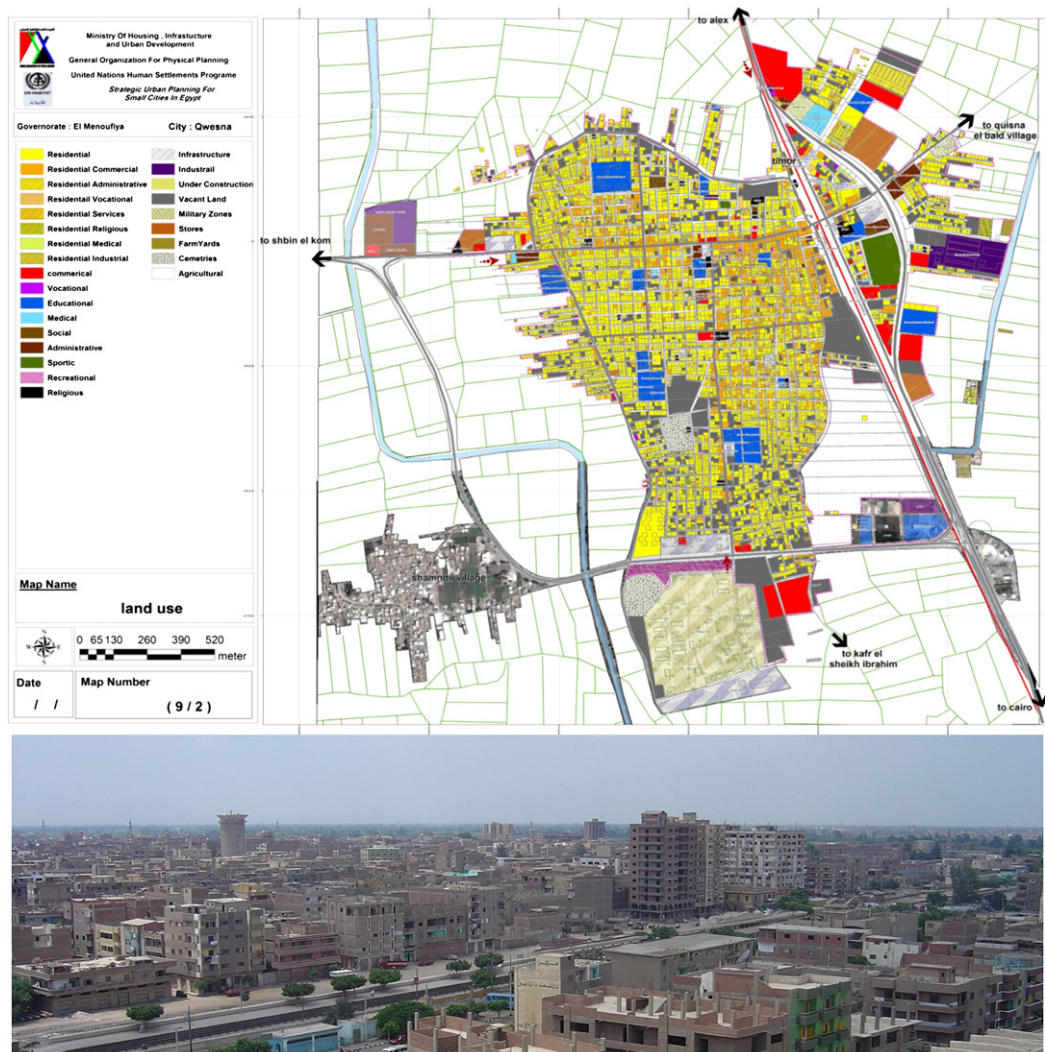 Ministry Of Housing , Infrastucture
and Urban Development
General Organization For Physical Planning
United Nations Human Settlements Programe
Strategic Urban Planning For
Small Cities In Egypt
UN-HABITAT
Governorate : El Menoufiya City : Qwesna
Residential
Residential Commercial
Residential Administrative
Residentail Vocational
Residential Services
Residential Religious
Residential Medical
Residential Industrial
commerical
Vocational
Educational
Medical
Social
Administrative
Sportic
Recreational
Religious
Infrastructure
Industrail
Under Construction
Vacant Land
Military Zones
Stores
FarmYards
Cemetries
Agricultural
Map Name
land use
N
W E
S
0 65 130 260 390 520
meter
Date
/ /
Map Number
( 9 / 2 )
to alex
to quisna
el bald village
timor
to shbin el kom
shamndil village
to kafr el
sheikh ibrahim
to cairo